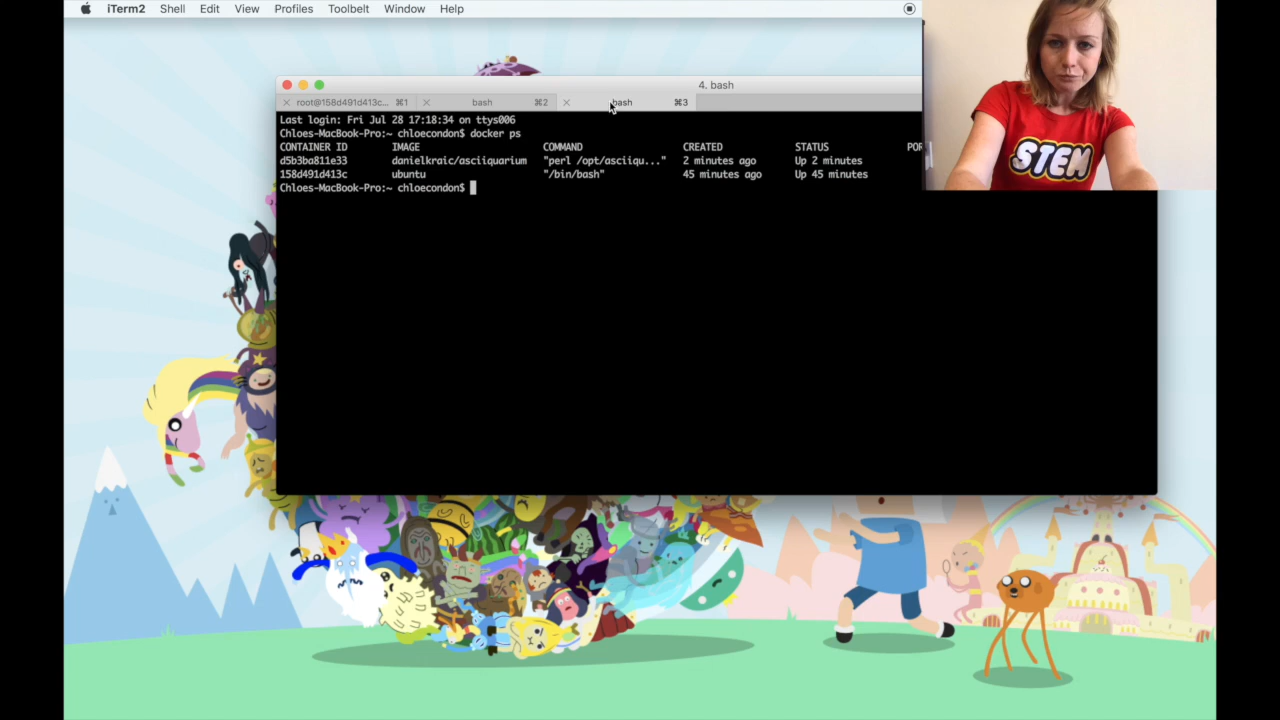 iTerm2 Shell Edit View Profiles Toolbelt Window Help
4. bash
root@158d491d413c... ⌘1 bash ⌘2 bash ⌘3
Last login: Fri Jul 28 17:18:34 on ttys006
Chloes-MacBook-Pro:~ chloecondon$ docker ps
CONTAINER ID IMAGE COMMAND CREATED STATUS POR
d5b3ba811e33 danielkraic/asciiquarium "perl /opt/asciiqu..." 2 minutes ago Up 2 minutes
158d491d413c ubuntu "/bin/bash" 45 minutes ago Up 45 minutes
Chloes-MacBook-Pro:~ chloecondon$
STEM